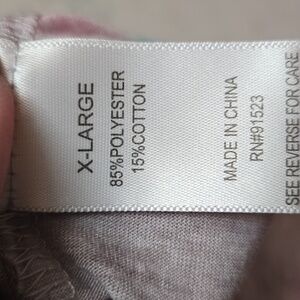 X-LARGE
85%POLYESTER
15%COTTON
MADE IN CHINA
RN#91523
SEE REVERSE FOR CARE